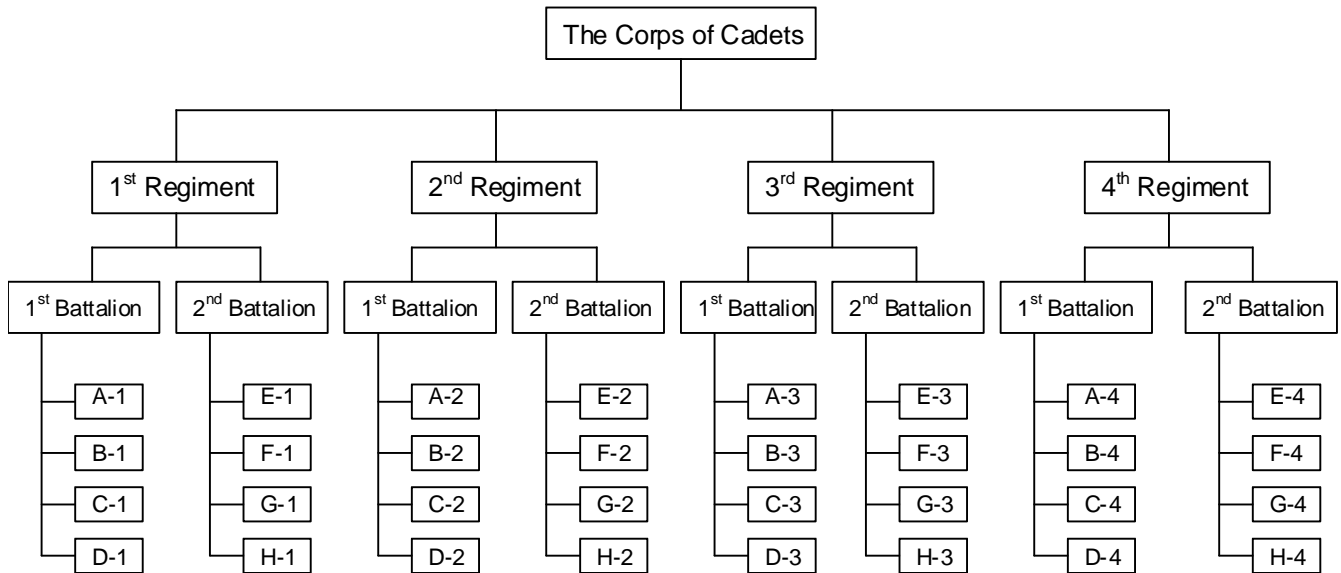 The Corps of Cadets
1st Regiment
2nd Regiment
3rd Regiment
4th Regiment
1st Battalion
2nd Battalion
1st Battalion
2nd Battalion
1st Battalion
2nd Battalion
1st Battalion
2nd Battalion
A-1
E-1
A-2
E-2
A-3
E-3
A-4
E-4
B-1
F-1
B-2
F-2
B-3
F-3
B-4
F-4
C-1
G-1
C-2
G-2
C-3
G-3
C-4
G-4
D-1
H-1
D-2
H-2
D-3
H-3
D-4
H-4